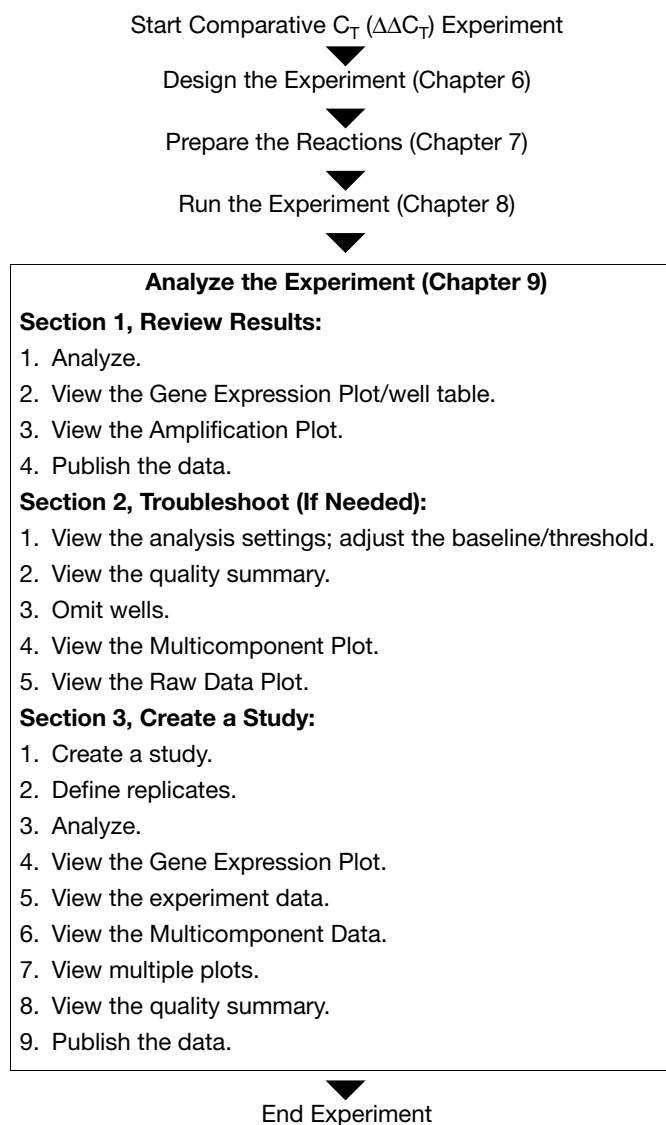 Start Comparative CT (ΔΔCT) Experiment
Design the Experiment (Chapter 6)
Prepare the Reactions (Chapter 7)
Run the Experiment (Chapter 8)
Analyze the Experiment (Chapter 9)
Section 1, Review Results:
1. Analyze.
2. View the Gene Expression Plot/well table.
3. View the Amplification Plot.
4. Publish the data.
Section 2, Troubleshoot (If Needed):
1. View the analysis settings; adjust the baseline/threshold.
2. View the quality summary.
3. Omit wells.
4. View the Multicomponent Plot.
5. View the Raw Data Plot.
Section 3, Create a Study:
1. Create a study.
2. Define replicates.
3. Analyze.
4. View the Gene Expression Plot.
5. View the experiment data.
6. View the Multicomponent Data.
7. View multiple plots.
8. View the quality summary.
9. Publish the data.
End Experiment